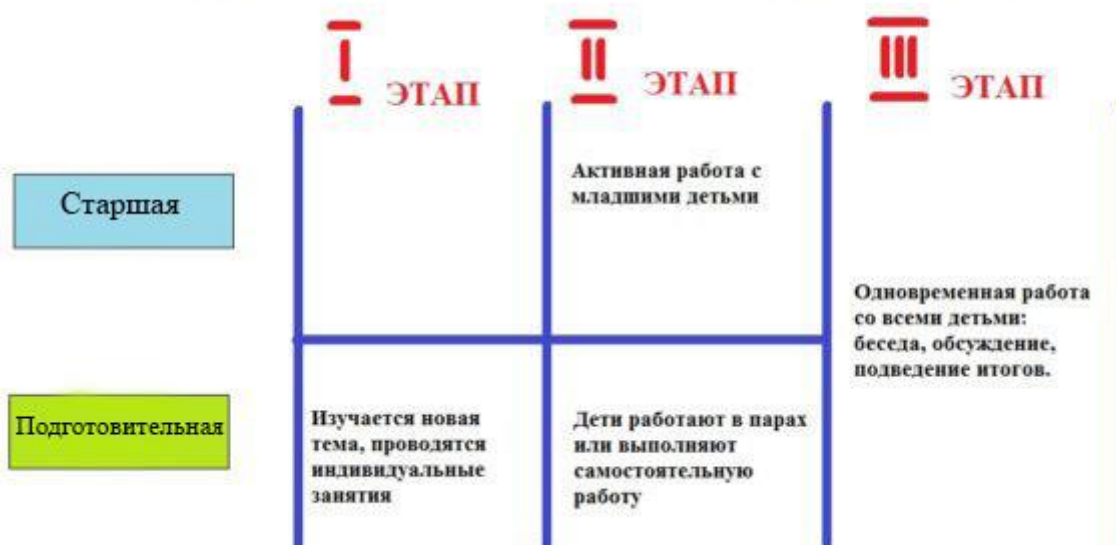 I ЭТАП
II ЭТАП
III ЭТАП
Старшая
Активная работа с
младшими детьми
Одновременная работа
со всеми детьми:
беседа, обсуждение,
подведение итогов.
Подготовительная
Изучается новая
тема, проводятся
индивидуальные
занятия
Дети работают в парах
или выполняют
самостоятельную
работу